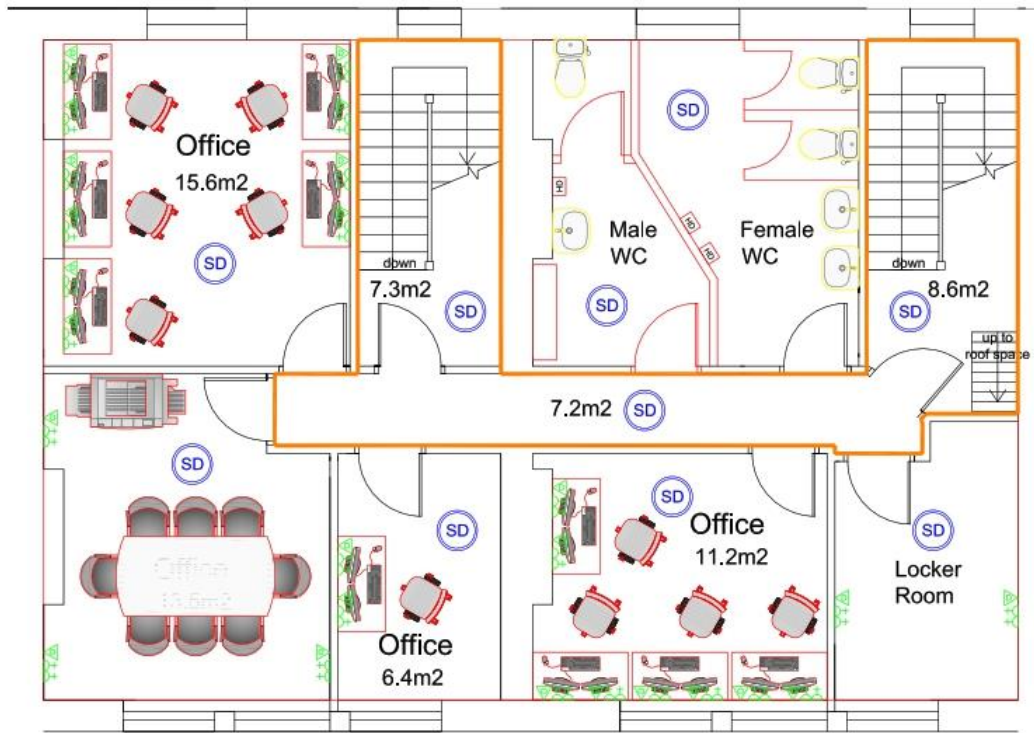 Office
15.6m2
SD
down
7.3m2
SD
SD
HD
HD
HD
Male
WC
SD
Female
WC
down
8.6m2
SD
up to
roof space
7.2m2
SD
SD
SD
Office
6.4m2
SD
Office
11.2m2
SD
Locker
Room